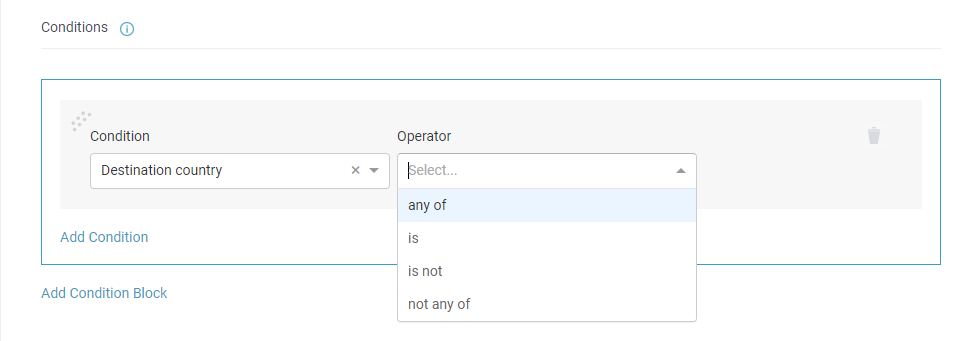 Conditions
Condition
Operator
Destination country
Select...
any of
is
is not
not any of
Add Condition
Add Condition Block